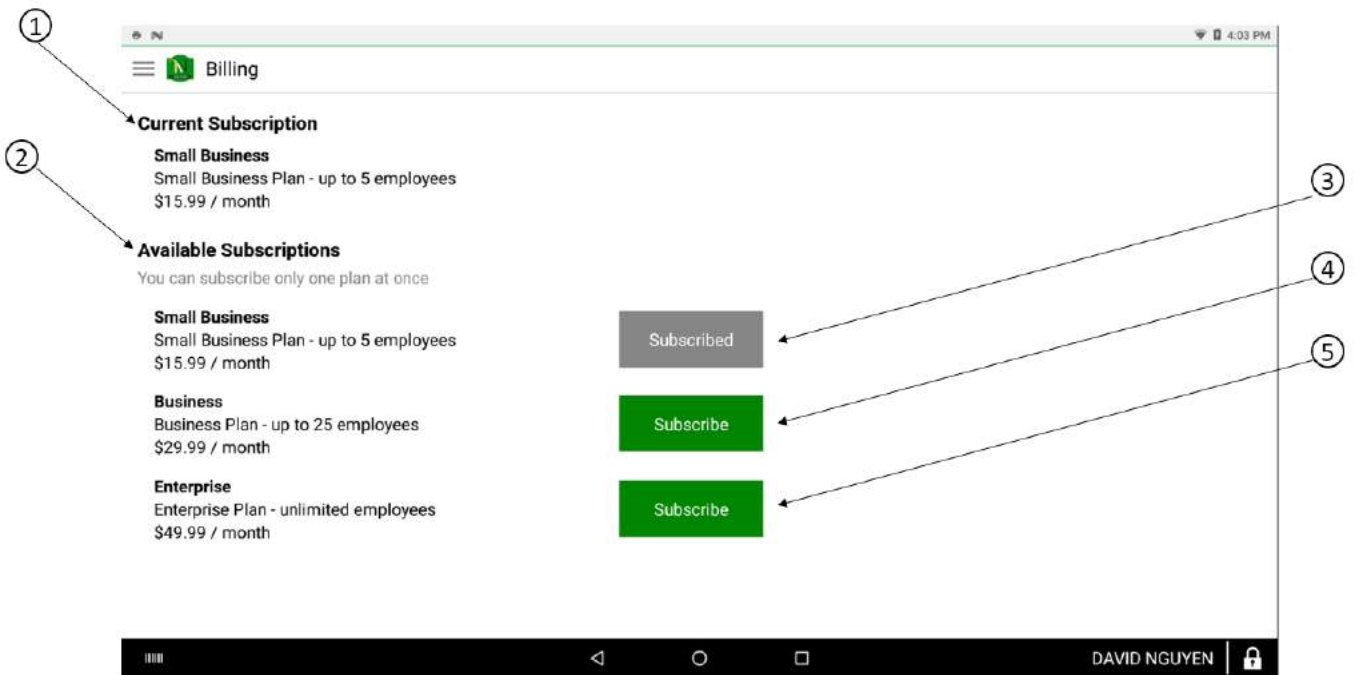 1
4:03 PM
Billing
Current Subscription
Small Business
Small Business Plan - up to 5 employees
$15.99 / month
2
3
Available Subscriptions
You can subscribe only one plan at once
4
Small Business
Small Business Plan - up to 5 employees
$15.99 / month
Subscribed
5
Business
Business Plan - up to 25 employees
$29.99 / month
Subscribe
Enterprise
Enterprise Plan - unlimited employees
$49.99 / month
Subscribe
DAVID NGUYEN